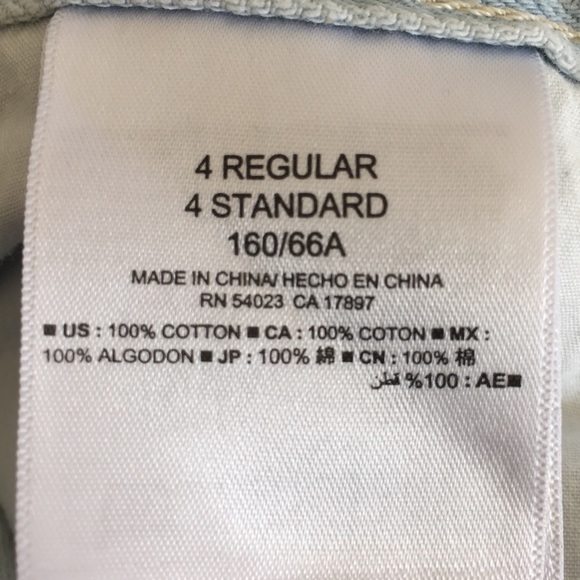 4 REGULAR
4 STANDARD
160/66A
MADE IN CHINA/ HECHO EN CHINA
RN 54023 CA 17897
■ US : 100% COTTON ■ CA : 100% COTON ■ MX :
100% ALGODON ■ JP : 100% 綿 ■ CN : 100% 棉
■AE : 100% قطن